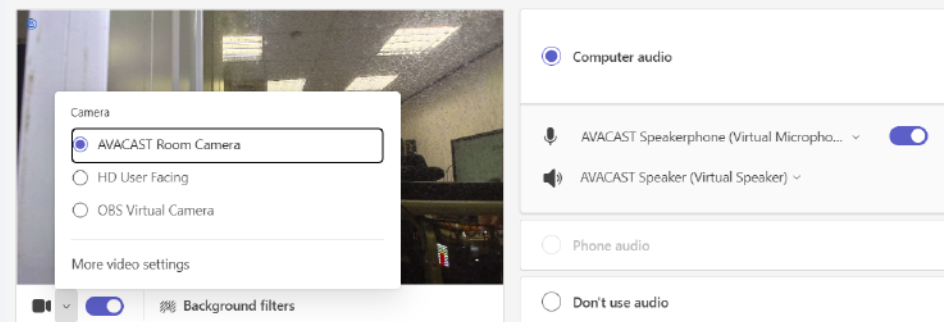 Camera
AVACAST Room Camera
HD User Facing
OBS Virtual Camera
More video settings
Background filters
Computer audio
AVACAST Speakerphone (Virtual Micropho...
AVACAST Speaker (Virtual Speaker)
Phone audio
Don't use audio